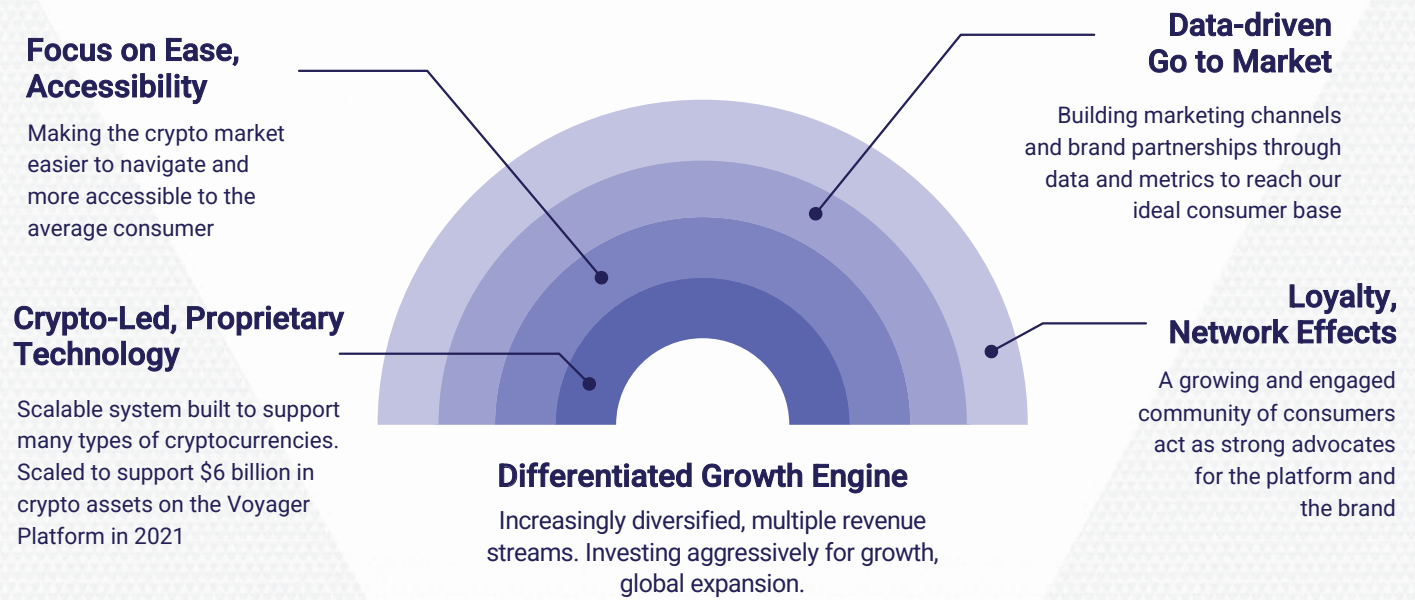 Focus on Ease,
Accessibility
Making the crypto market
easier to navigate and
more accessible to the
average consumer
Crypto-Led, Proprietary
Technology
Scalable system built to support
many types of cryptocurrencies.
Scaled to support $6 billion in
crypto assets on the Voyager
Platform in 2021
Data-driven
Go to Market
Building marketing channels
and brand partnerships through
data and metrics to reach our
ideal consumer base
Loyalty,
Network Effects
A growing and engaged
community of consumers
act as strong advocates
for the platform and
the brand
Differentiated Growth Engine
Increasingly diversified, multiple revenue
streams. Investing aggressively for growth,
global expansion.